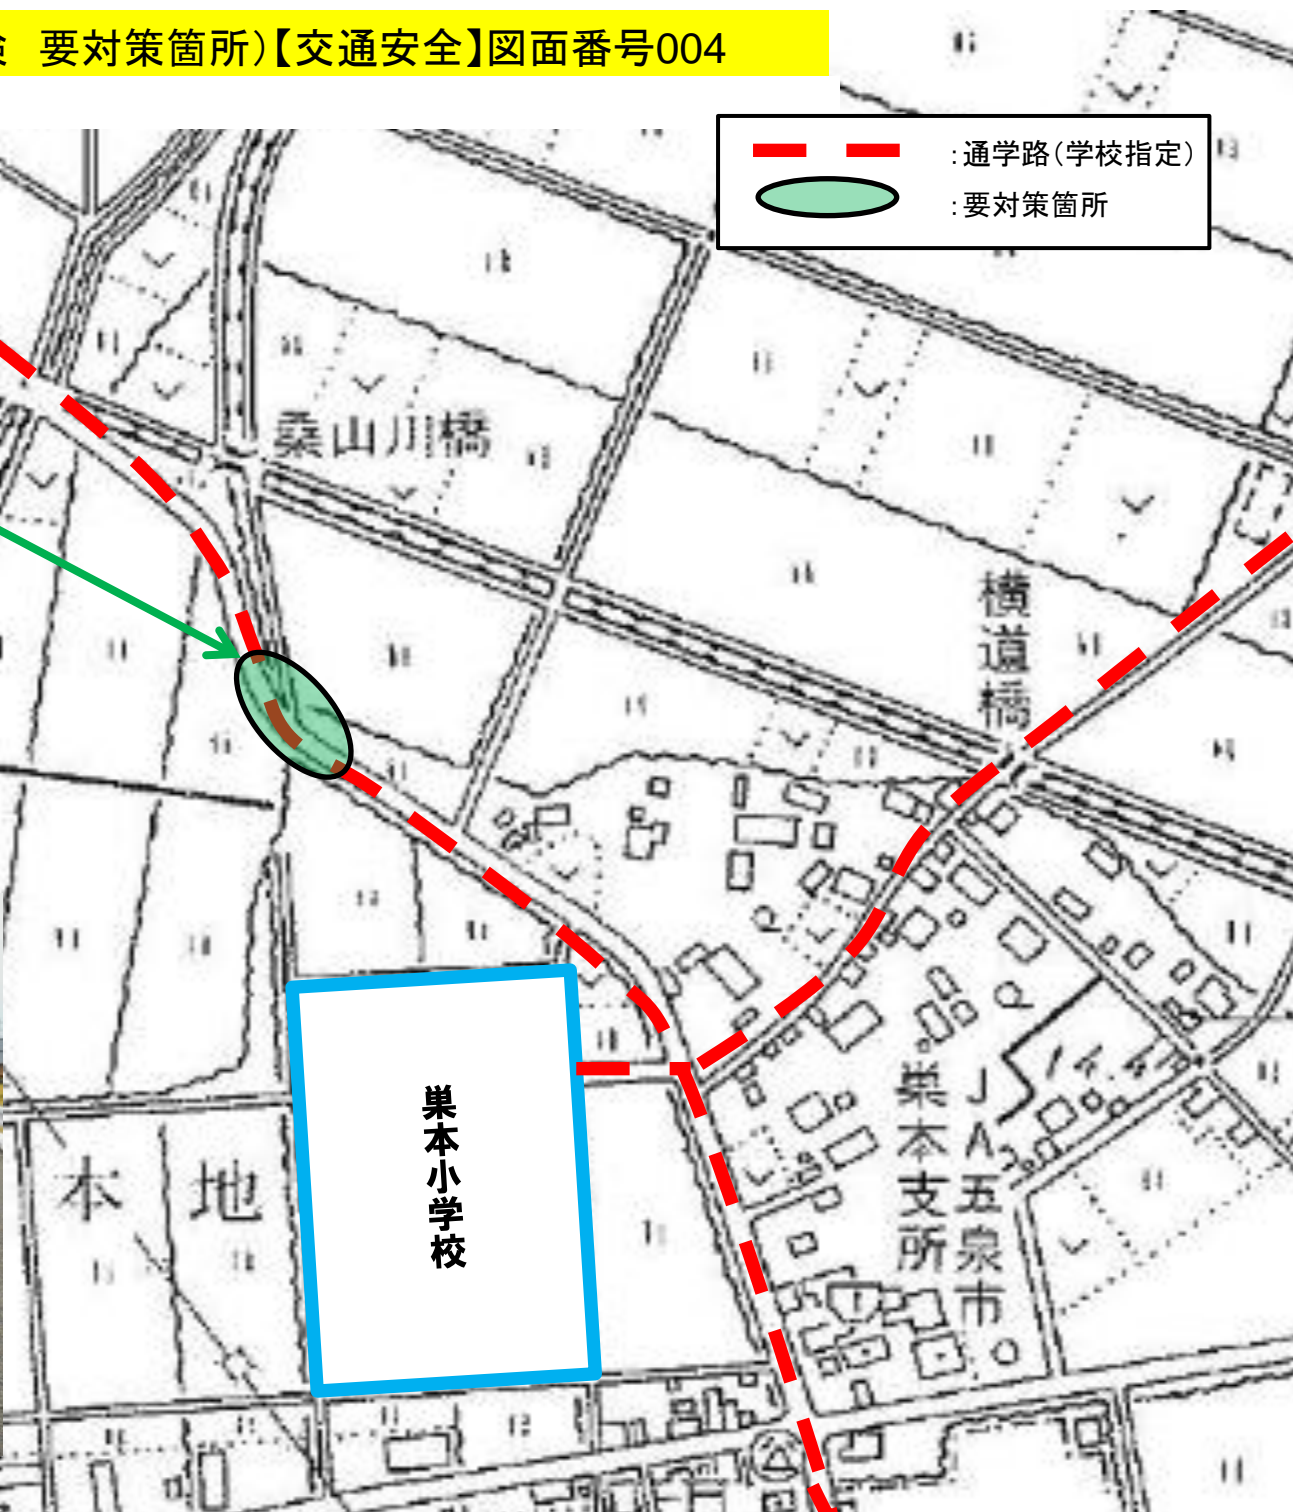 要対策箇所）【交通安全】図面番号004
：通学路（学校指定）
：要対策箇所
桑山川橋
横道橋
巣本小学校
JA五泉市
巣本支所
本地